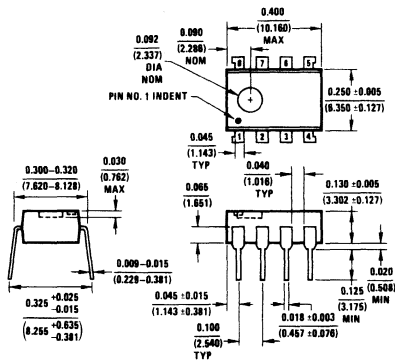 0.092
(2.337)
DIA
NOM
0.090
(2.286)
NOM
0.400
(10.160)
MAX
8 7 6 5
0.250 ±0.005
(6.350 ±0.127)
PIN NO. 1 INDENT
1 2 3 4
0.045
(1.143)
TYP
0.300–0.320
(7.620–8.128)
0.030
(0.762)
MAX
0.040
(1.016)
TYP
0.065
(1.651)
0.130 ±0.005
(3.302 ±0.127)
0.009–0.015
(0.229–0.381)
0.020
(0.508)
MIN
0.125
(3.175)
MIN
0.325 +0.025
-0.015
(8.255 +0.635
-0.381)
0.045 ±0.015
(1.143 ±0.381)
0.018 ±0.003
(0.457 ±0.076)
0.100
(2.540)
TYP